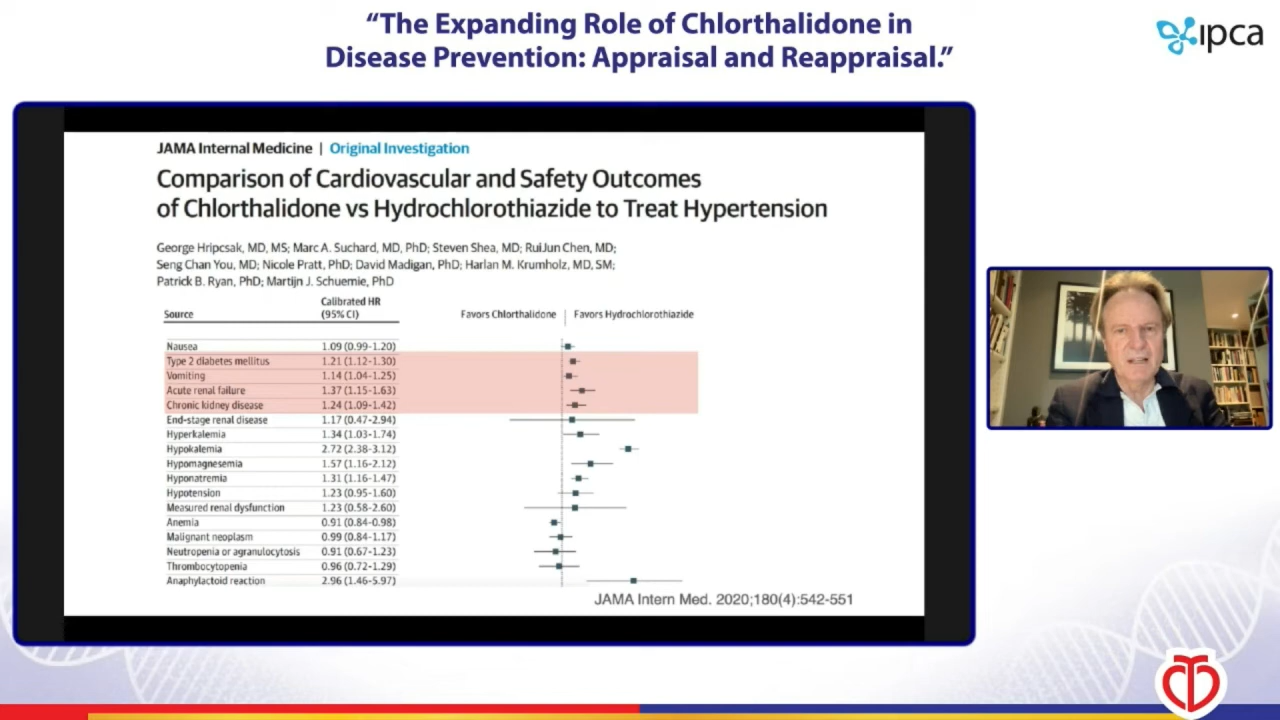 “The Expanding Role of Chlorthalidone in
Disease Prevention: Appraisal and Reappraisal.”
ipca
JAMA Internal Medicine | Original Investigation
Comparison of Cardiovascular and Safety Outcomes
of Chlorthalidone vs Hydrochlorothiazide to Treat Hypertension
George Hripcsak, MD, MS; Marc A. Suchard, MD, PhD; Steven Shea, MD; RuiJun Chen, MD;
Seng Chan You, MD; Nicole Pratt, PhD; David Madigan, PhD; Harlan M. Krumholz, MD, SM;
Patrick B. Ryan, PhD; Martijn J. Schuemie, PhD
Source Calibrated HR (95% CI) Favors Chlorthalidone Favors Hydrochlorothiazide
Nausea 1.09 (0.99-1.20)
Type 2 diabetes mellitus 1.21 (1.12-1.30)
Vomiting 1.14 (1.04-1.25)
Acute renal failure 1.37 (1.15-1.63)
Chronic kidney disease 1.24 (1.09-1.42)
End-stage renal disease 1.17 (0.47-2.94)
Hyperkalemia 1.34 (1.03-1.74)
Hypokalemia 2.72 (2.38-3.12)
Hypomagnesemia 1.57 (1.16-2.12)
Hyponatremia 1.31 (1.16-1.47)
Hypotension 1.23 (0.95-1.60)
Measured renal dysfunction 1.23 (0.58-2.60)
Anemia 0.91 (0.84-0.98)
Malignant neoplasm 0.99 (0.84-1.17)
Neutropenia or agranulocytosis 0.91 (0.67-1.23)
Thrombocytopenia 0.96 (0.72-1.29)
Anaphylactoid reaction 2.96 (1.46-5.97)
JAMA Intern Med. 2020;180(4):542-551